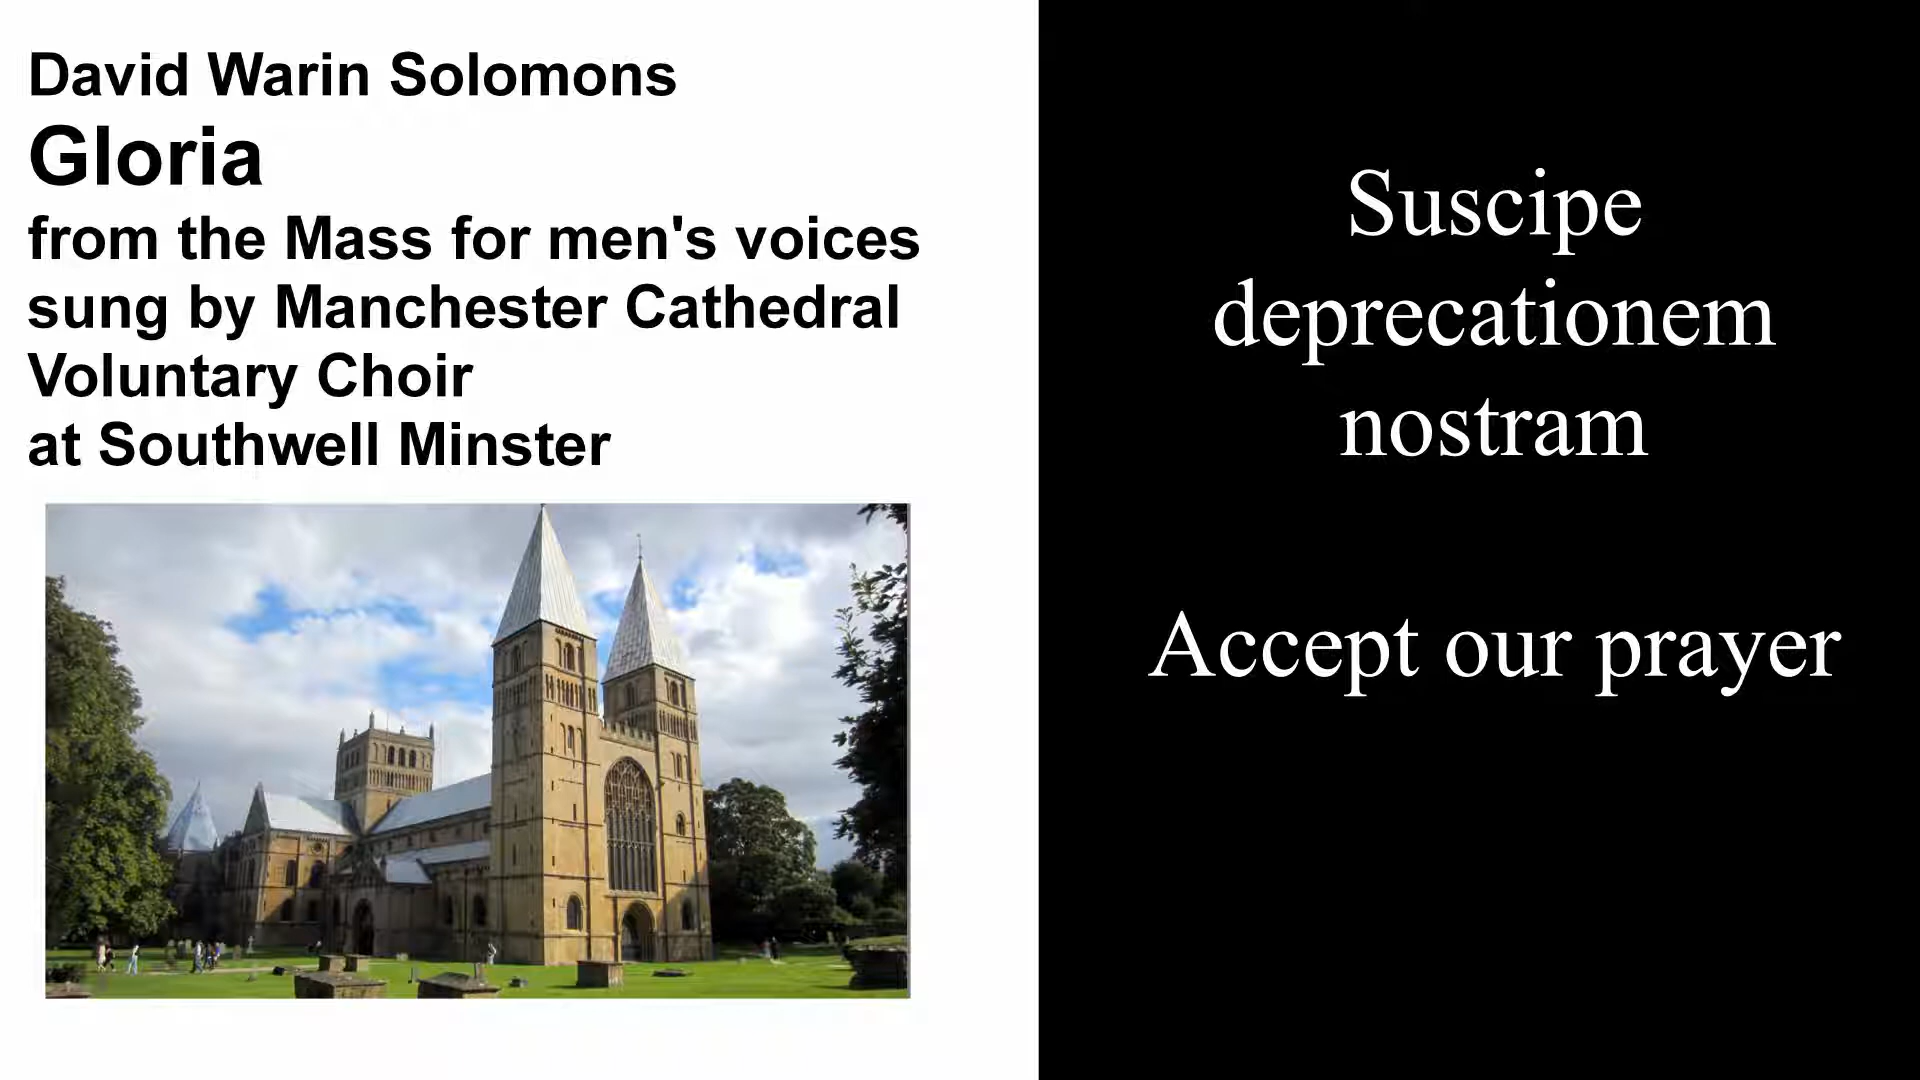 David Warin Solomons
Gloria
from the Mass for men's voices
sung by Manchester Cathedral
Voluntary Choir
at Southwell Minster
Suscipe
deprecationem
nostram
Accept our prayer